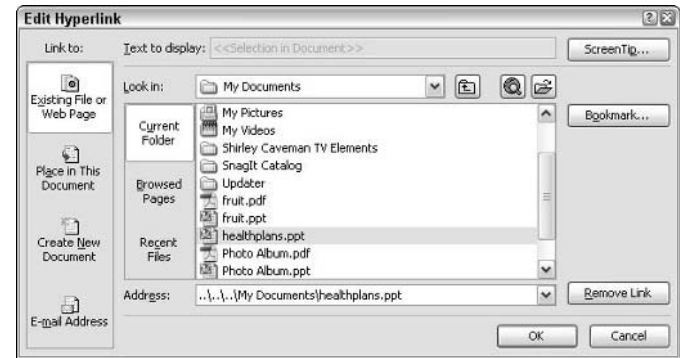 Edit Hyperlink
Link to:
Text to display: <<Selection in Document>>
ScreenTip...
Existing File or
Web Page
Look in: My Documents
Bookmark...
Current
Folder
My Pictures
My Videos
Shirley Caveman TV Elements
SnagIt Catalog
Updater
fruit.pdf
fruit.ppt
healthplans.ppt
Photo Album.pdf
Photo Album.ppt
Place in This
Document
Browsed
Pages
Create New
Document
Recent
Files
Address: ..\..\..\My Documents\healthplans.ppt
Remove Link
E-mail Address
OK
Cancel